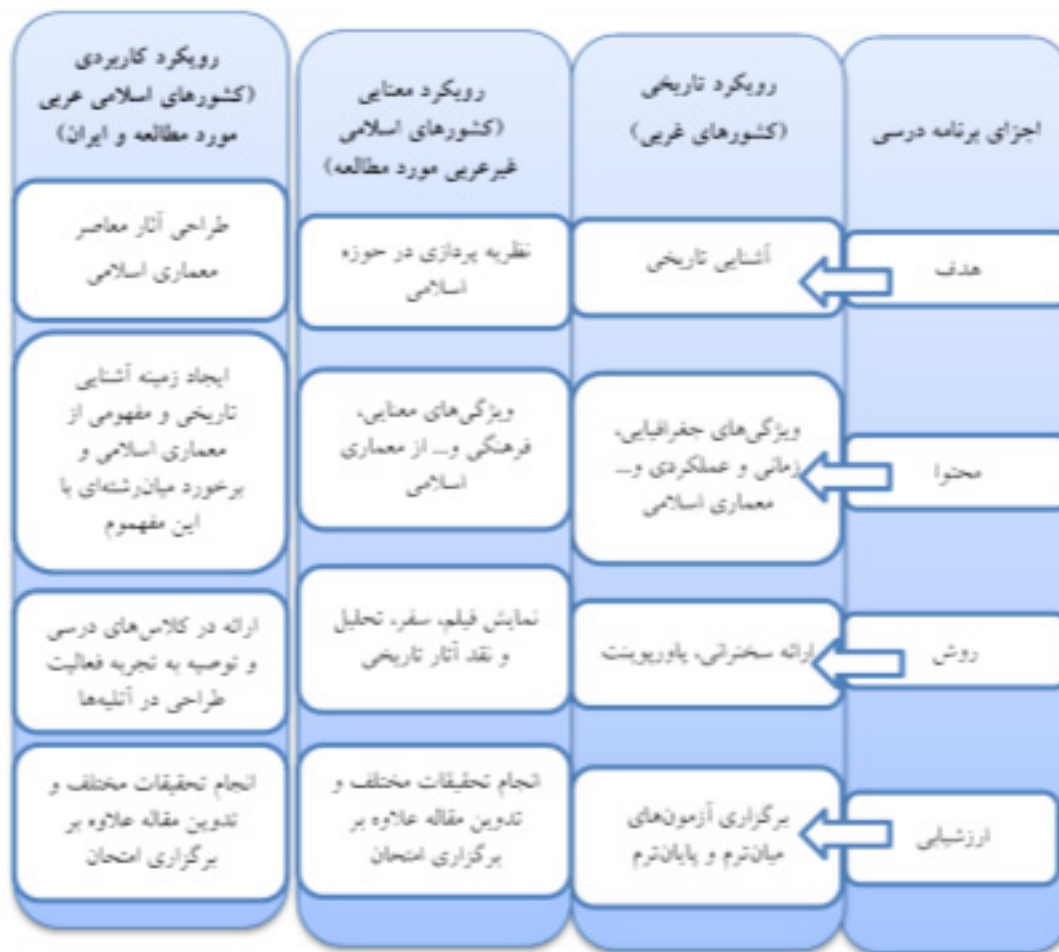 اجزای برنامه درسی
رویکرد تاریخی
(کشورهای غربی)
رویکرد معنایی
(کشورهای اسلامی
غیرعربی مورد مطالعه)
رویکرد کاربردی
(کشورهای اسلامی عربی
مورد مطالعه و ایران)
هدف
آشنایی تاریخی
نظریه پردازی در حوزه
اسلامی
طراحی آثار معاصر
معماری اسلامی
محتوا
ویژگی‌های جغرافیایی،
زمانی و عملکردی و...
معماری اسلامی
ویژگی‌های معنایی،
فرهنگی و... از معماری
اسلامی
ایجاد زمینه آشنایی
تاریخی و مفهومی از
معماری اسلامی و
برخورد میان‌رشته‌ای با
این مفهموم
روش
ارائه سخنرانی، پاورپوینت
نمایش فیلم، سفر، تحلیل
و نقد آثار تاریخی
ارائه در کلاس‌های درسی
و توصیه به تجربه فعالیت
طراحی در آتلیه‌ها
ارزشیابی
برگزاری آزمون‌های
میان‌ترم و پایان‌ترم
انجام تحقیقات مختلف و
تدوین مقاله علاوه بر
برگزاری امتحان
انجام تحقیقات مختلف و
تدوین مقاله علاوه بر
برگزاری امتحان